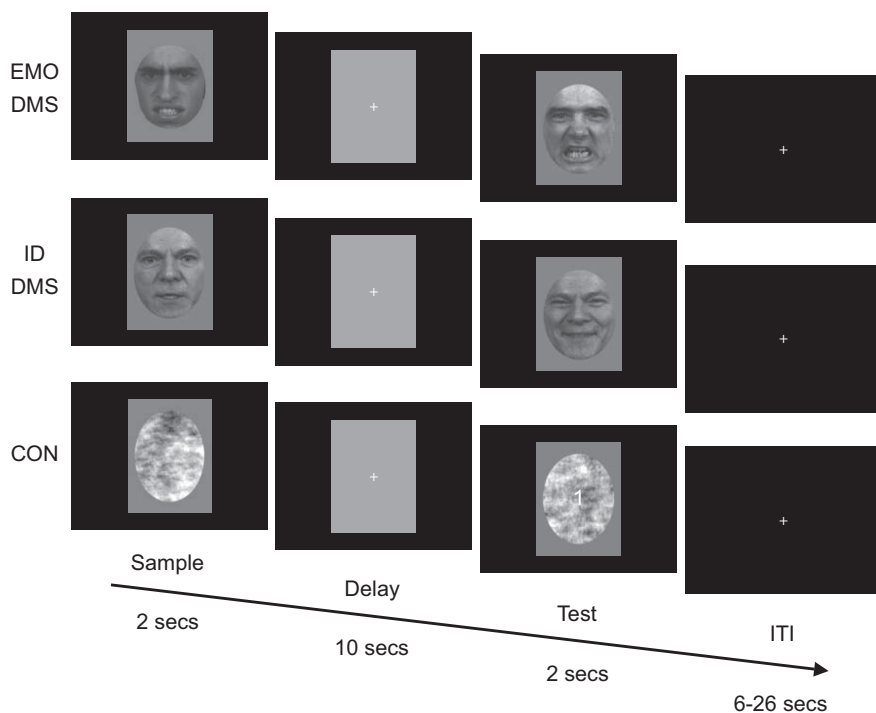 EMO
DMS
ID
DMS
CON
1
Sample
2 secs
Delay
10 secs
Test
2 secs
ITI
6-26 secs